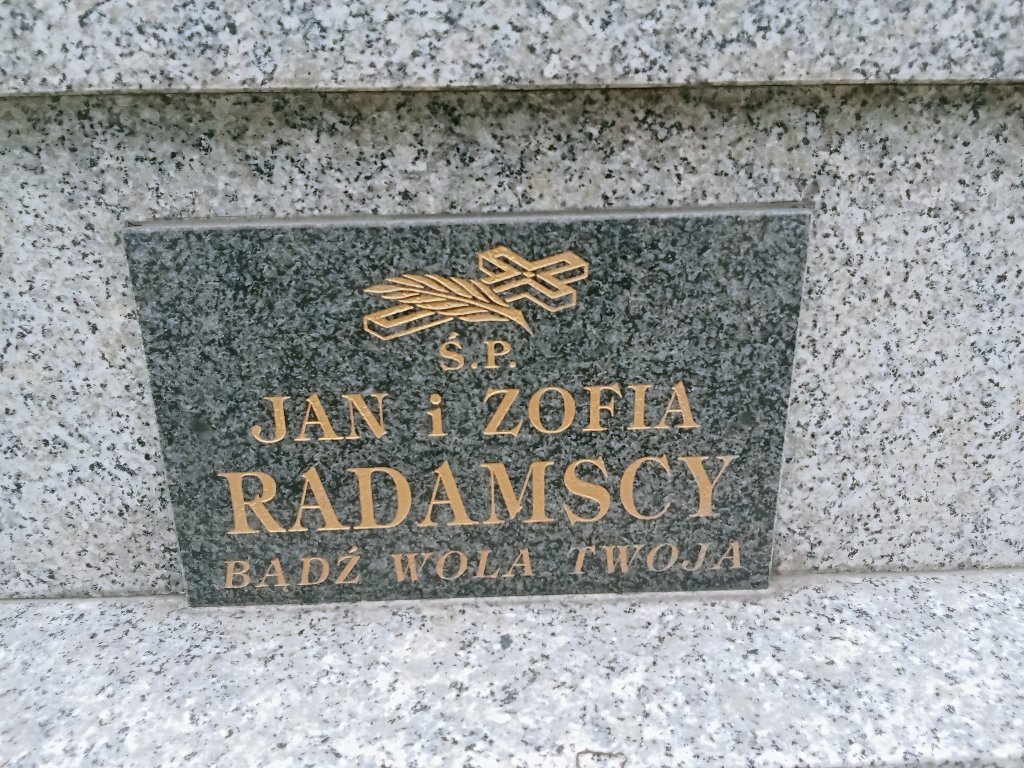 Ś.P.
JAN i ZOFIA
RADAMSCY
BĄDŹ WOLA TWOJA